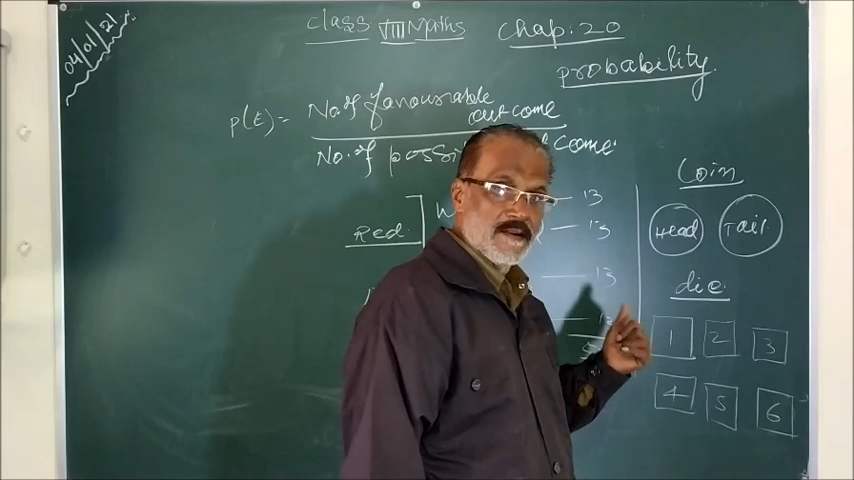 04/01/21
Class: VIII Maths
Chap: 20
probability.
P(E) = No. of favourable outcome
No. of possi
come.
Red.
13
13
13
Coin
Head
Tail
die
1 2 3
4 5 6